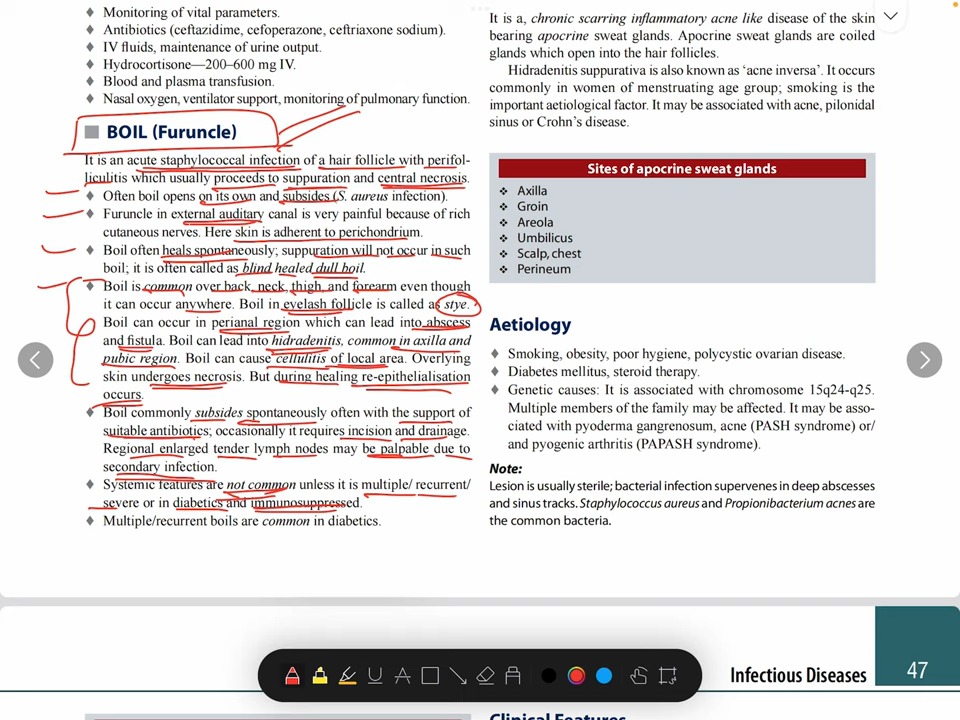 ♦ Monitoring of vital parameters.
♦ Antibiotics (ceftazidime, cefoperazone, ceftriaxone sodium).
♦ IV fluids, maintenance of urine output.
♦ Hydrocortisone—200–600 mg IV.
♦ Blood and plasma transfusion.
♦ Nasal oxygen, ventilator support, monitoring of pulmonary function.
BOIL (Furuncle)
It is an acute staphylococcal infection of a hair follicle with perifol-
liculitis which usually proceeds to suppuration and central necrosis.
♦ Often boil opens on its own and subsides (S. aureus infection).
♦ Furuncle in external auditary canal is very painful because of rich
cutaneous nerves. Here skin is adherent to perichondrium.
♦ Boil often heals spontaneously; suppuration will not occur in such
boil; it is often called as blind healed dull boil.
♦ Boil is common over back, neck, thigh, and forearm even though
it can occur anywhere. Boil in eyelash follicle is called as stye.
Boil can occur in perianal region which can lead into abscess
and fistula. Boil can lead into hidradenitis, common in axilla and
pubic region. Boil can cause cellulitis of local area. Overlying
skin undergoes necrosis. But during healing re-epithelialisation
occurs.
♦ Boil commonly subsides spontaneously often with the support of
suitable antibiotics; occasionally it requires incision and drainage.
Regional enlarged tender lymph nodes may be palpable due to
secondary infection.
♦ Systemic features are not common unless it is multiple/ recurrent/
severe or in diabetics and immunosuppressed.
♦ Multiple/recurrent boils are common in diabetics.
It is a, chronic scarring inflammatory acne like disease of the skin
bearing apocrine sweat glands. Apocrine sweat glands are coiled
glands which open into the hair follicles.
Hidradenitis suppurativa is also known as ‘acne inversa’. It occurs
commonly in women of menstruating age group; smoking is the
important aetiological factor. It may be associated with acne, pilonidal
sinus or Crohn’s disease.
Sites of apocrine sweat glands
❖ Axilla
❖ Groin
❖ Areola
❖ Umbilicus
❖ Scalp, chest
❖ Perineum
Aetiology
♦ Smoking, obesity, poor hygiene, polycystic ovarian disease.
♦ Diabetes mellitus, steroid therapy.
♦ Genetic causes: It is associated with chromosome 15q24-q25.
Multiple members of the family may be affected. It may be asso-
ciated with pyoderma gangrenosum, acne (PASH syndrome) or/
and pyogenic arthritis (PAPASH syndrome).
Note:
Lesion is usually sterile; bacterial infection supervenes in deep abscesses
and sinus tracks. Staphylococcus aureus and Propionibacterium acnes are
the common bacteria.
Infectious Diseases 47
Clinical Features